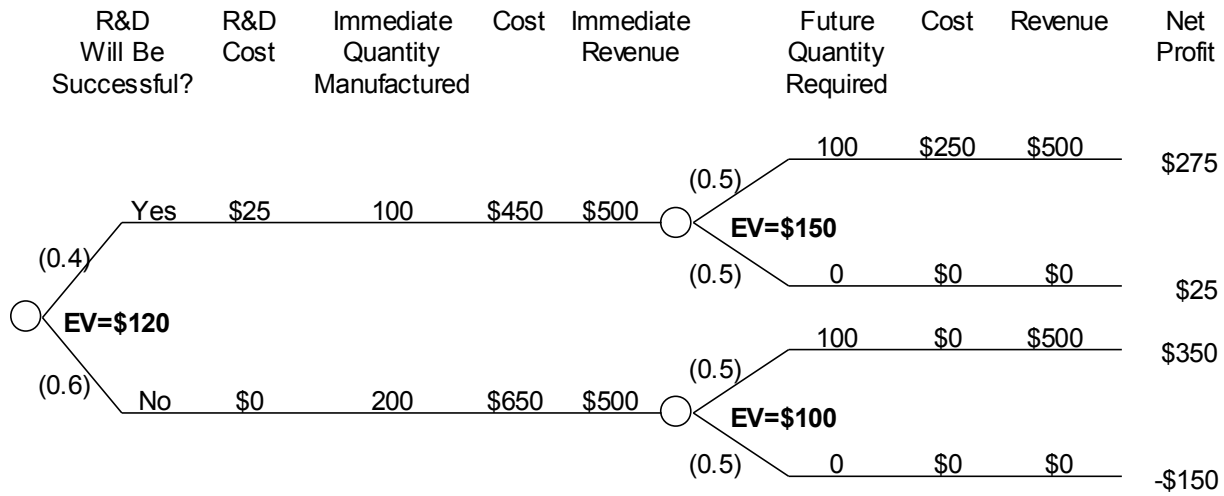 R&D R&D Immediate Cost Immediate Future Cost Revenue Net
Will Be Cost Quantity Revenue Quantity Profit
Successful? Manufactured Required
100 $250 $500 $275
(0.5)
Yes $25 100 $450 $500
EV=$150
(0.4)
(0.5) 0 $0 $0 $25
EV=$120
100 $0 $500 $350
(0.5)
(0.6)
No $0 200 $650 $500
EV=$100
(0.5) 0 $0 $0 -$150